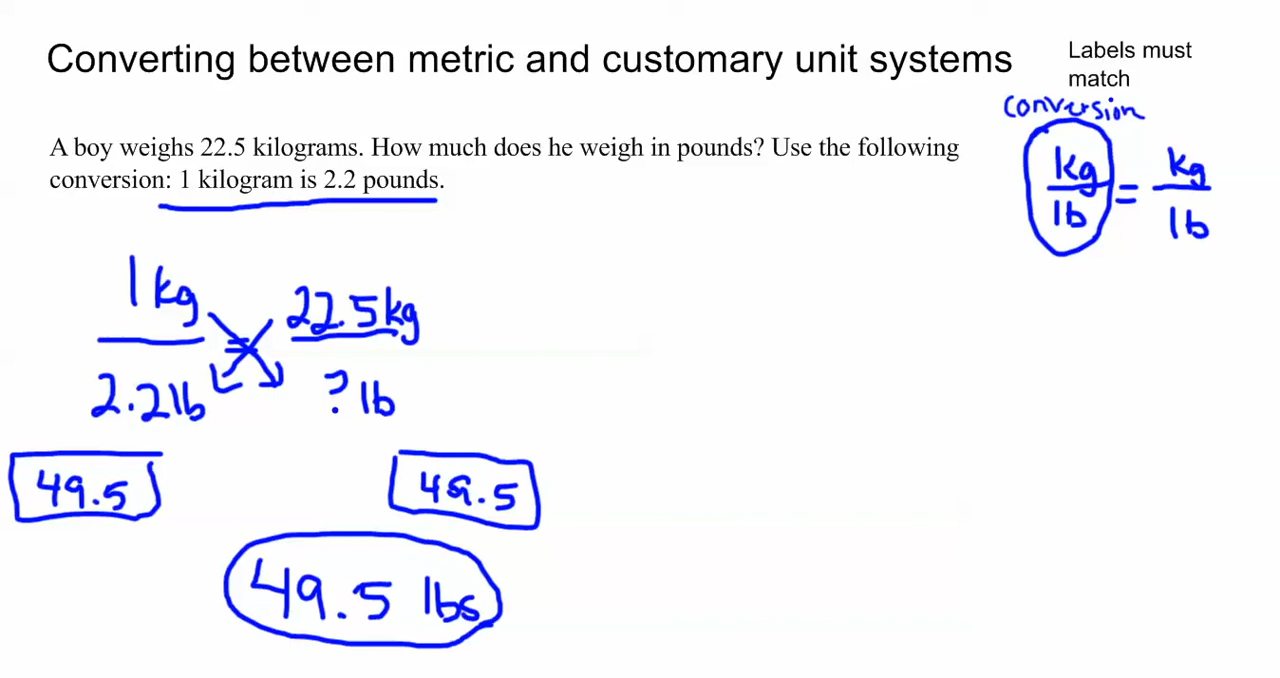 Converting between metric and customary unit systems
Labels must
match
conversion
kg
lb
=
kg
lb
A boy weighs 22.5 kilograms. How much does he weigh in pounds? Use the following
conversion: 1 kilogram is 2.2 pounds.
1 kg = 22.5 kg
2.2 lb ? lb
49.5 49.5
49.5 lbs